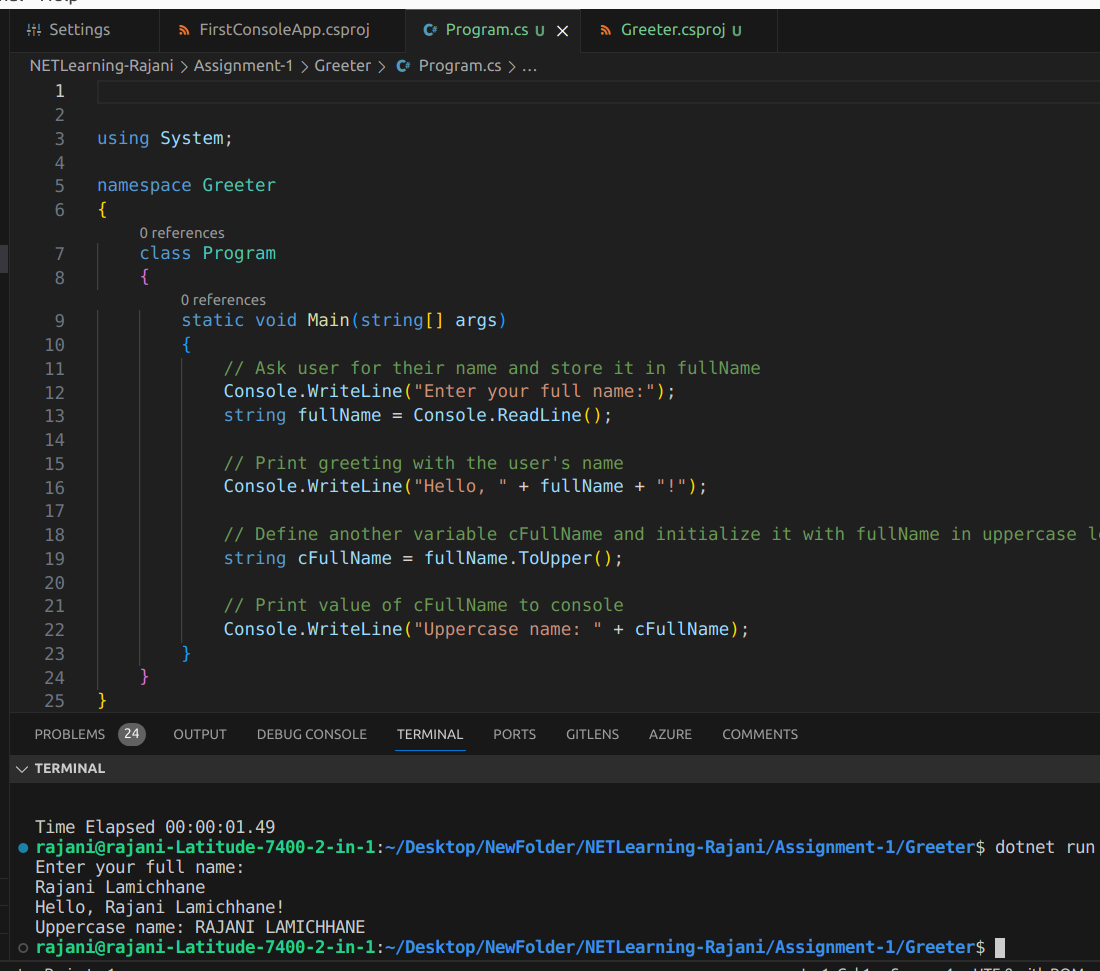 Help
Settings
FirstConsoleApp.csproj
Program.cs U
Greeter.csproj U
NETLearning-Rajani > Assignment-1 > Greeter > Program.cs > ...
1
2
3 using System;
4
5 namespace Greeter
6 {
0 references
7 class Program
8 {
0 references
9 static void Main(string[] args)
10 {
11 // Ask user for their name and store it in fullName
12 Console.WriteLine("Enter your full name:");
13 string fullName = Console.ReadLine();
14
15 // Print greeting with the user's name
16 Console.WriteLine("Hello, " + fullName + "!");
17
18 // Define another variable cFullName and initialize it with fullName in uppercase
19 string cFullName = fullName.ToUpper();
20
21 // Print value of cFullName to console
22 Console.WriteLine("Uppercase name: " + cFullName);
23 }
24 }
25 }
PROBLEMS 24 OUTPUT DEBUG CONSOLE TERMINAL PORTS GITLENS AZURE COMMENTS
TERMINAL
Time Elapsed 00:00:01.49
rajani@rajani-Latitude-7400-2-in-1:~/Desktop/NewFolder/NETLearning-Rajani/Assignment-1/Greeter$ dotnet run
Enter your full name:
Rajani Lamichhane
Hello, Rajani Lamichhane!
Uppercase name: RAJANI LAMICHHANE
rajani@rajani-Latitude-7400-2-in-1:~/Desktop/NewFolder/NETLearning-Rajani/Assignment-1/Greeter$